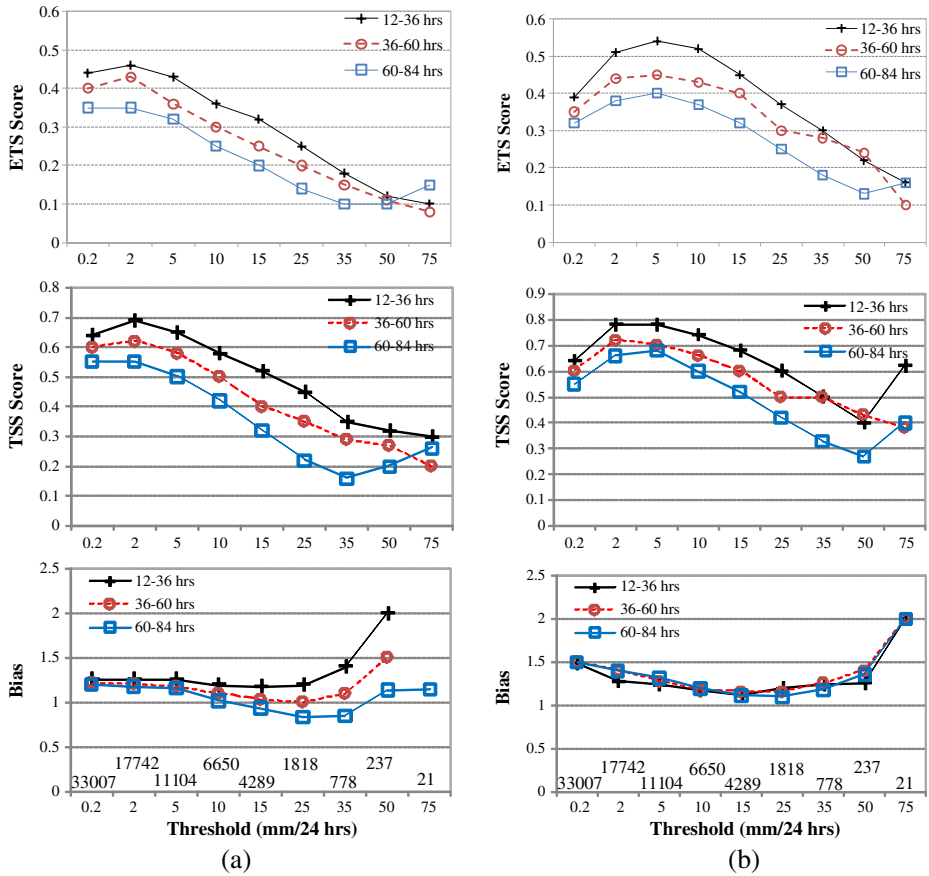 0.6
0.5
0.4
0.3
0.2
0.1
0
ETS Score
12-36 hrs
36-60 hrs
60-84 hrs
0.2 2 5 10 15 25 35 50 75
0.6
0.5
0.4
0.3
0.2
0.1
0
ETS Score
12-36 hrs
36-60 hrs
60-84 hrs
0.2 2 5 10 15 25 35 50 75
0.8
0.7
0.6
0.5
0.4
0.3
0.2
0.1
0
TSS Score
12-36 hrs
36-60 hrs
60-84 hrs
0.2 2 5 10 15 25 35 50 75
0.9
0.8
0.7
0.6
0.5
0.4
0.3
0.2
0.1
0
TSS Score
12-36 hrs
36-60 hrs
60-84 hrs
0.2 2 5 10 15 25 35 50 75
2.5
2
1.5
1
0.5
0
Bias
12-36 hrs
36-60 hrs
60-84 hrs
33007 17742 11104 6650 4289 1818 778 237 21
0.2 2 5 10 15 25 35 50 75
Threshold (mm/24 hrs)
(a)
2.5
2
1.5
1
0.5
0
Bias
12-36 hrs
36-60 hrs
60-84 hrs
33007 17742 11104 6650 4289 1818 778 237 21
0.2 2 5 10 15 25 35 50 75
Threshold (mm/24 hrs)
(b)